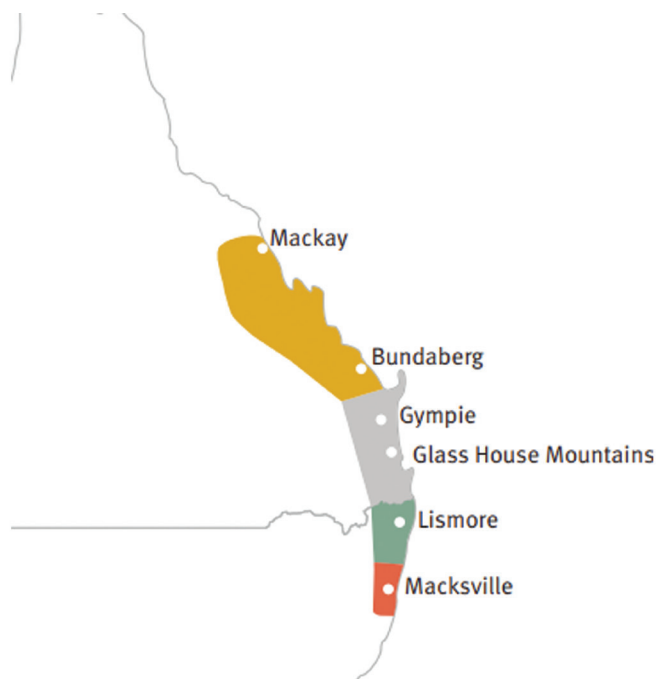 Mackay
Bundaberg
Gympie
Glass House Mountains
Lismore
Macksville